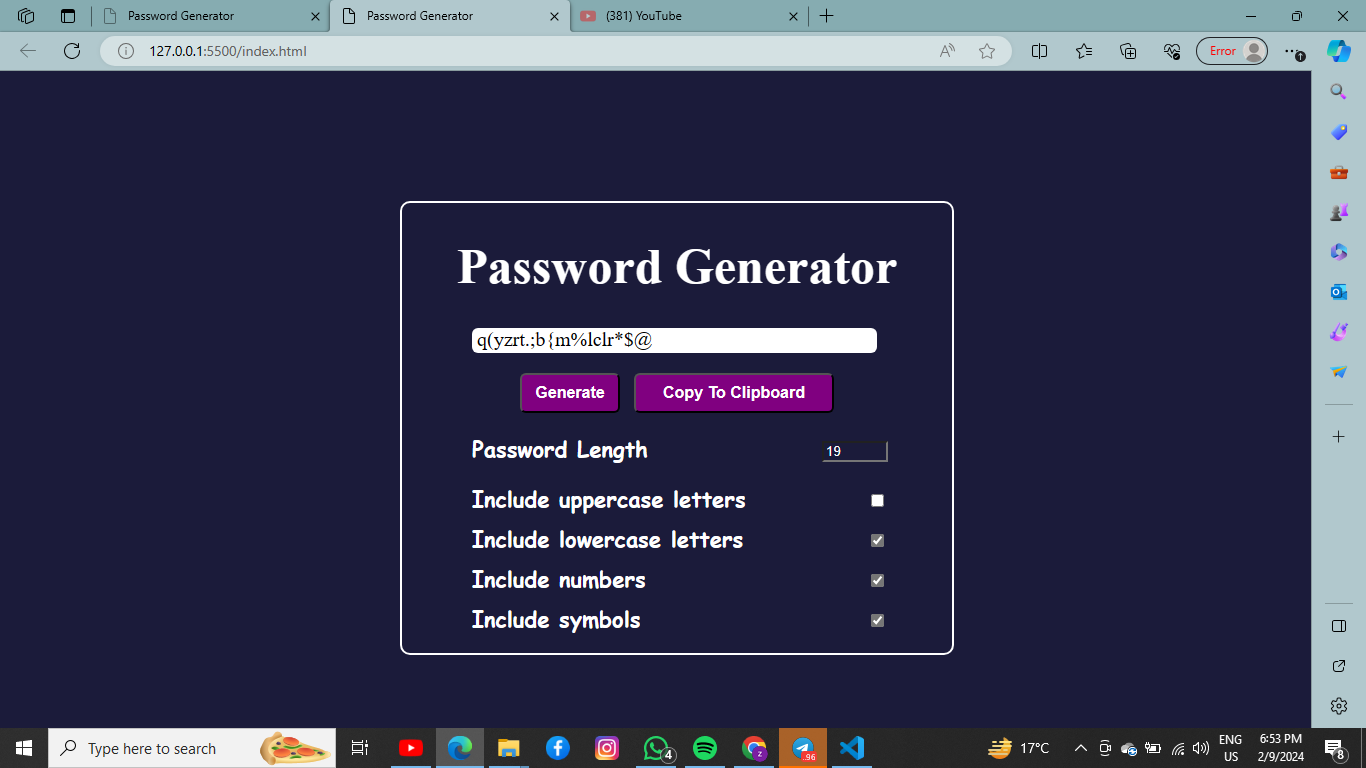 Password Generator
Password Generator
(381) YouTube
127.0.0.1:5500/index.html
Error
Password Generator
q(yzrt.;b{m%lclr*$@
Generate
Copy To Clipboard
Password Length
19
Include uppercase letters
Include lowercase letters
Include numbers
Include symbols
Type here to search
4
z
.96
17°C
ENG
US
6:53 PM
2/9/2024
8